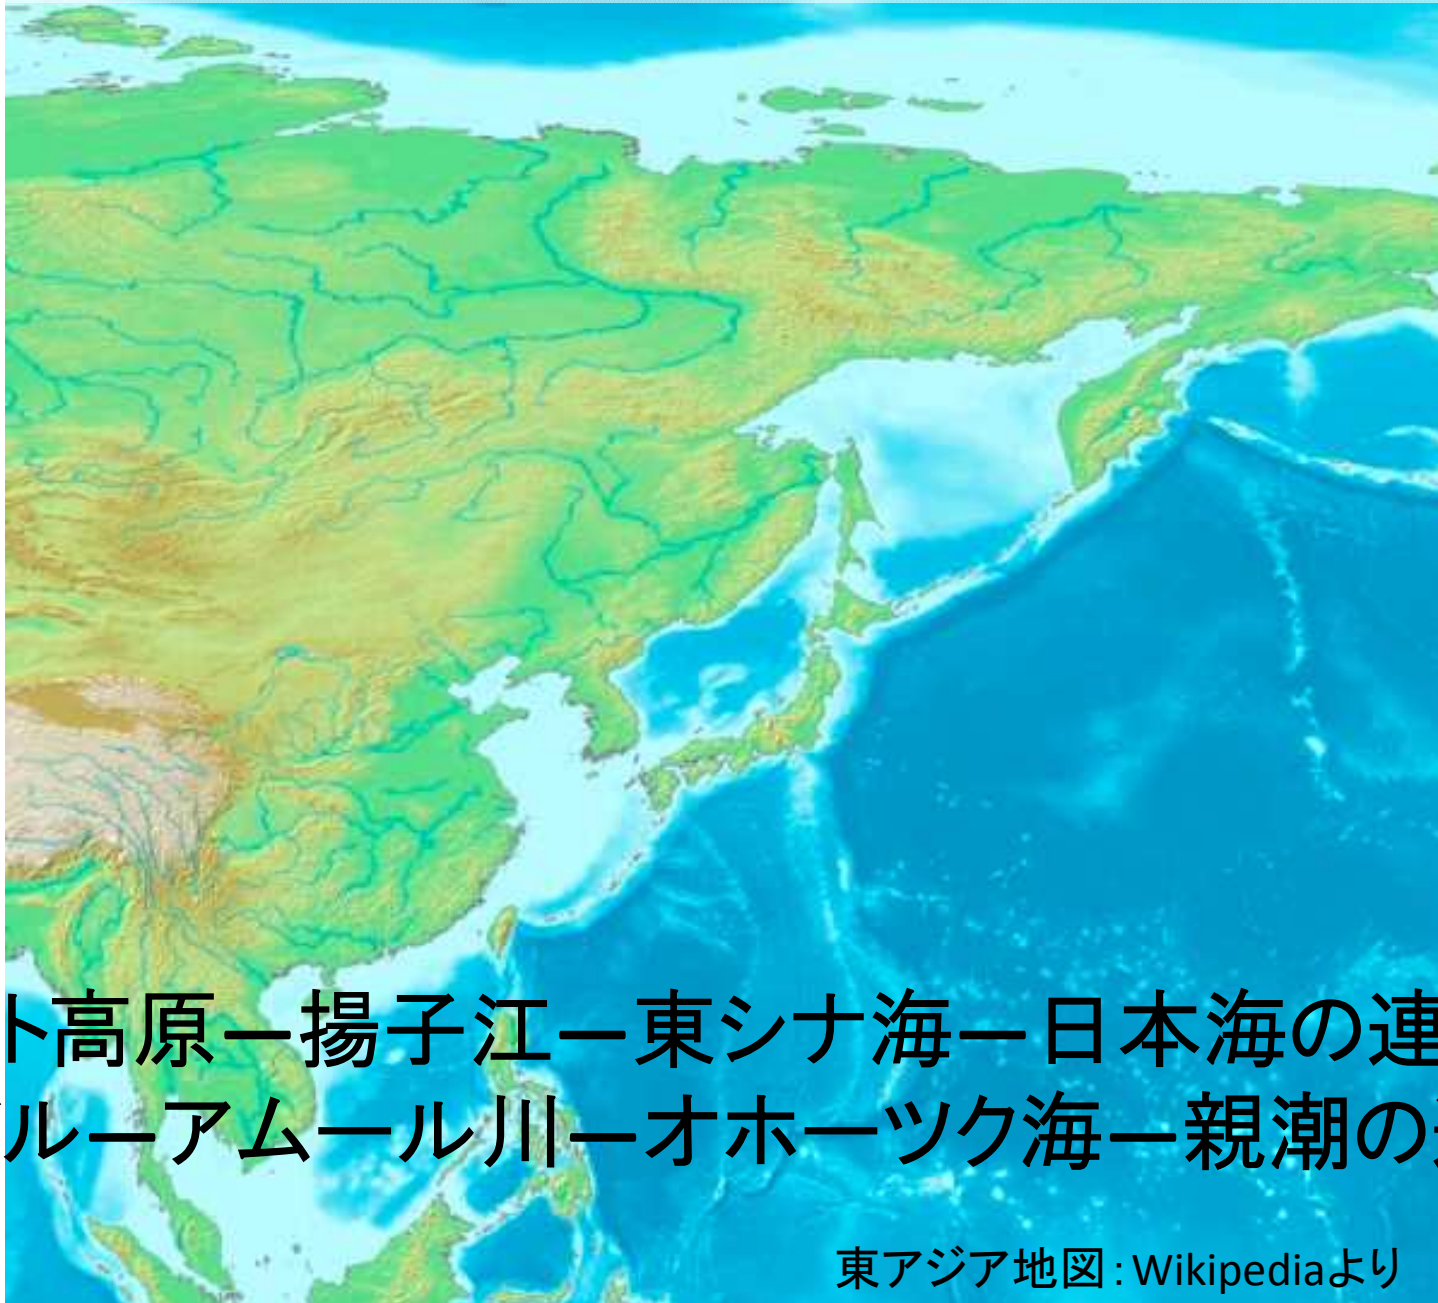 ト高原ー揚子江ー東シナ海ー日本海の連
ルーアムール川ーオホーツク海ー親潮の
東アジア地図：Wikipediaより